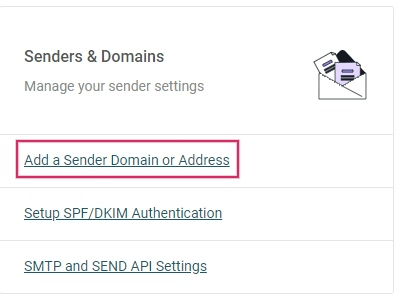 Senders & Domains
Manage your sender settings
Add a Sender Domain or Address
Setup SPF/DKIM Authentication
SMTP and SEND API Settings